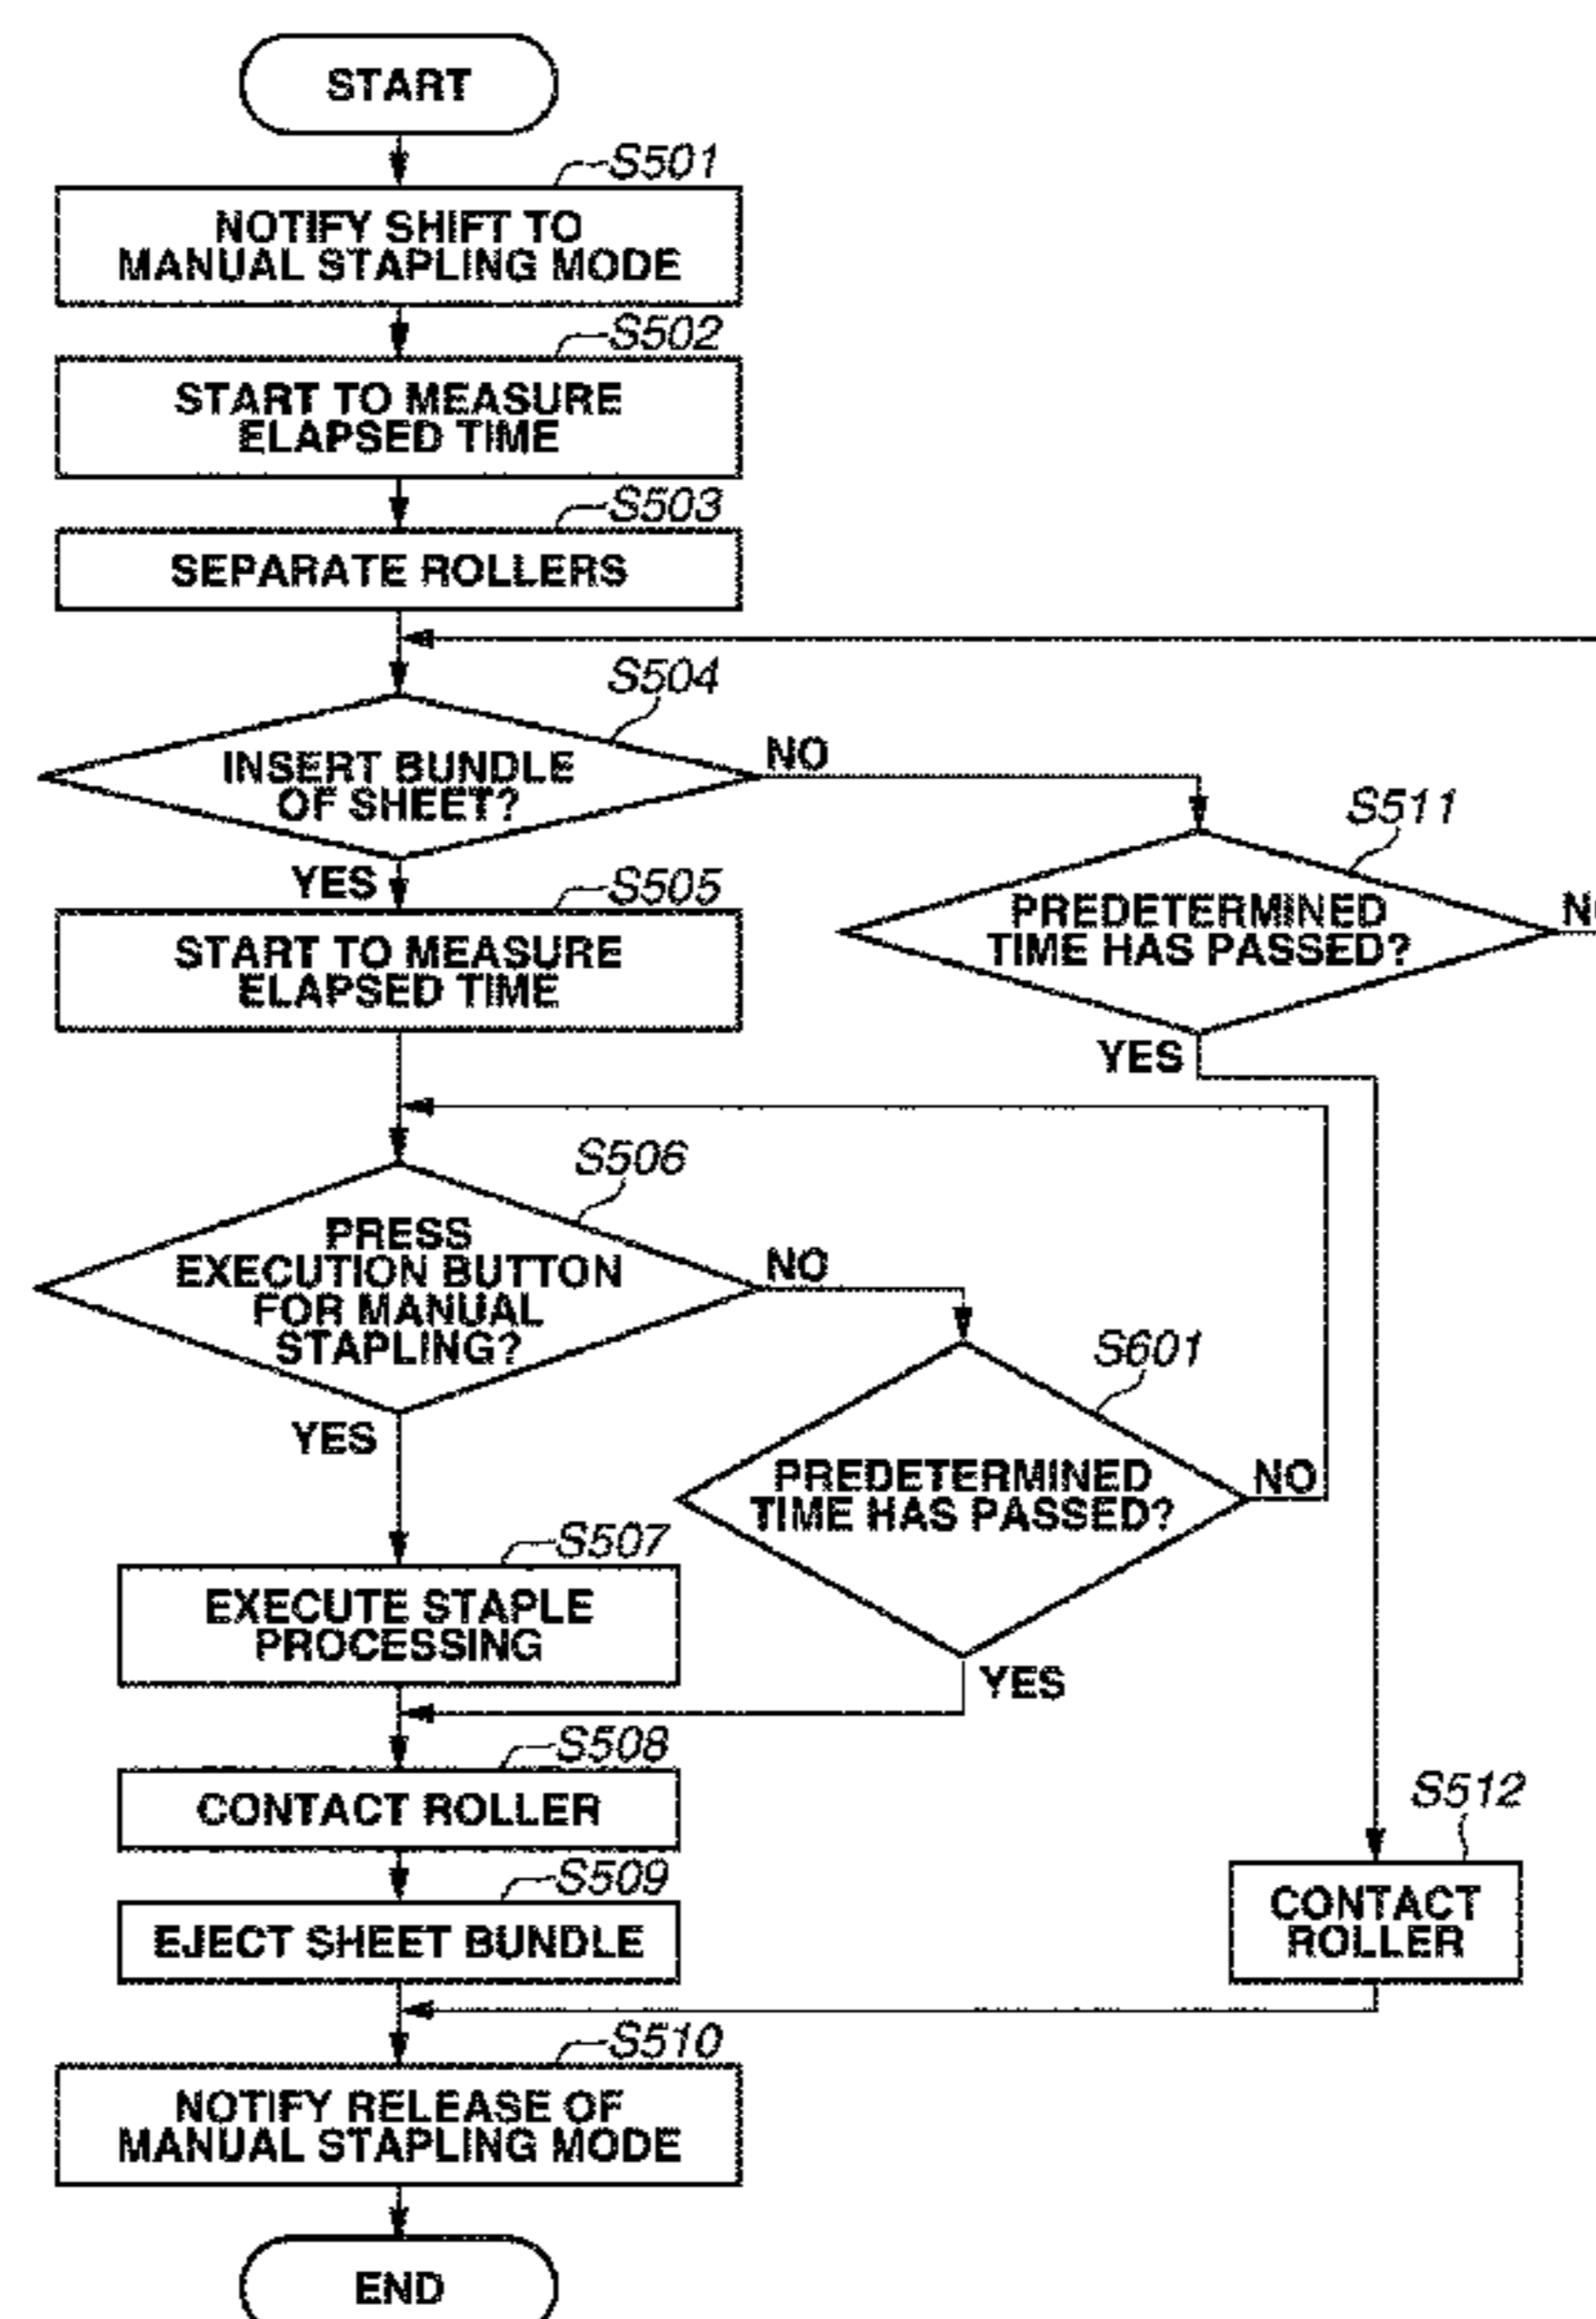 START
S501
NOTIFY SHIFT TO
MANUAL STAPLING MODE
S502
START TO MEASURE
ELAPSED TIME
S503
SEPARATE ROLLERS
S504
INSERT BUNDLE
OF SHEET?
NO
YES
S511
PREDETERMINED
TIME HAS PASSED?
YES
S505
START TO MEASURE
ELAPSED TIME
S506
PRESS
EXECUTION BUTTON
FOR MANUAL
STAPLING?
NO
YES
S601
PREDETERMINED
TIME HAS PASSED?
NO
YES
S507
EXECUTE STAPLE
PROCESSING
S508
CONTACT ROLLER
S509
EJECT SHEET BUNDLE
S512
CONTACT
ROLLER
S510
NOTIFY RELEASE OF
MANUAL STAPLING MODE
END